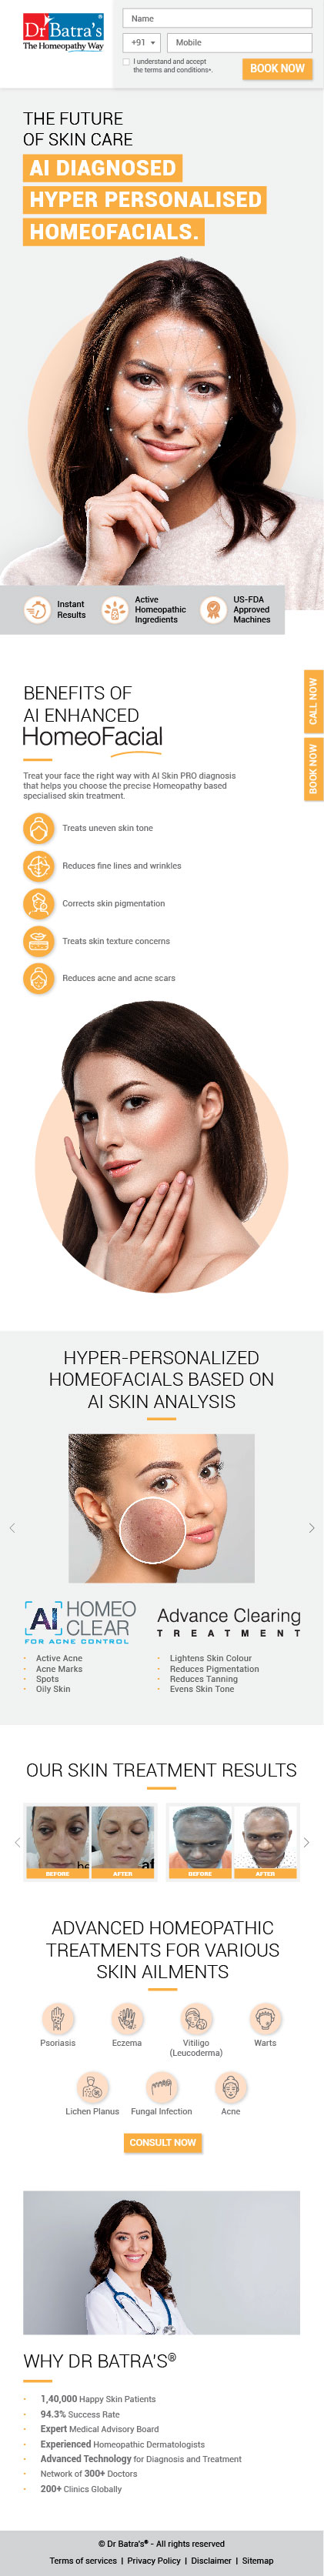 Dr Batra's
The Homeopathy Way
Name
+91
Mobile
I understand and accept
the terms and conditions*.
BOOK NOW
THE FUTURE
OF SKIN CARE
AI DIAGNOSED
HYPER PERSONALISED
HOMEOFACIALS.
Instant
Results
Active
Homeopathic
Ingredients
US-FDA
Approved
Machines
CALL NOW
BOOK NOW
BENEFITS OF
AI ENHANCED
HomeoFacial
Treat your face the right way with AI Skin PRO diagnosis
that helps you choose the precise Homeopathy based
specialised skin treatment.
Treats uneven skin tone
Reduces fine lines and wrinkles
Corrects skin pigmentation
Treats skin texture concerns
Reduces acne and acne scars
HYPER-PERSONALIZED
HOMEOFACIALS BASED ON
AI SKIN ANALYSIS
AI HOMEO
CLEAR
FOR ACNE CONTROL
• Active Acne
• Acne Marks
• Spots
• Oily Skin
Advance Clearing
TREATMENT
• Lightens Skin Colour
• Reduces Pigmentation
• Reduces Tanning
• Evens Skin Tone
OUR SKIN TREATMENT RESULTS
BEFORE
AFTER
BEFORE
AFTER
ADVANCED HOMEOPATHIC
TREATMENTS FOR VARIOUS
SKIN AILMENTS
Psoriasis
Eczema
Vitiligo
(Leucoderma)
Warts
Lichen Planus
Fungal Infection
Acne
CONSULT NOW
WHY DR BATRA'S®
• 1,40,000 Happy Skin Patients
• 94.3% Success Rate
• Expert Medical Advisory Board
• Experienced Homeopathic Dermatologists
• Advanced Technology for Diagnosis and Treatment
• Network of 300+ Doctors
• 200+ Clinics Globally
© Dr Batra's® - All rights reserved
Terms of services | Privacy Policy | Disclaimer | Sitemap